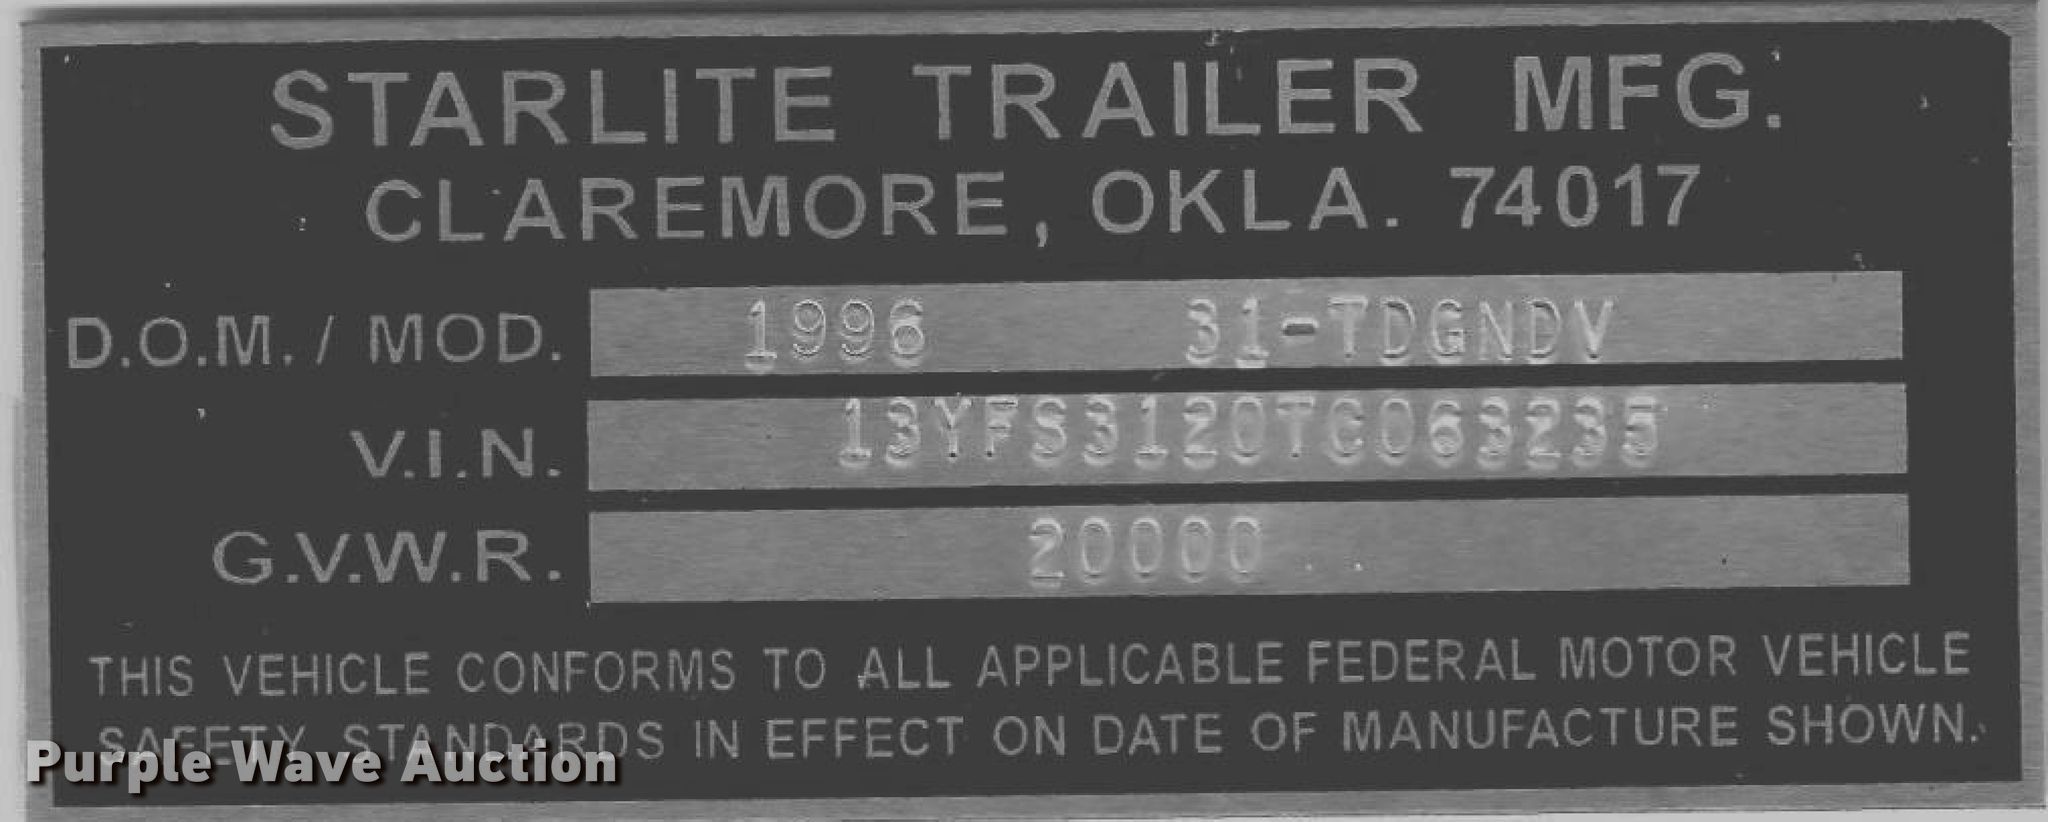 STARLITE TRAILER MFG.
CLAREMORE, OKLA. 74017
D.O.M. / MOD. 1996 31-TDGNDV
V.I.N. 13YFS3120TC063235
G.V.W.R. 20000
THIS VEHICLE CONFORMS TO ALL APPLICABLE FEDERAL MOTOR VEHICLE
SAFETY STANDARDS IN EFFECT ON DATE OF MANUFACTURE SHOWN.
Purple Wave Auction